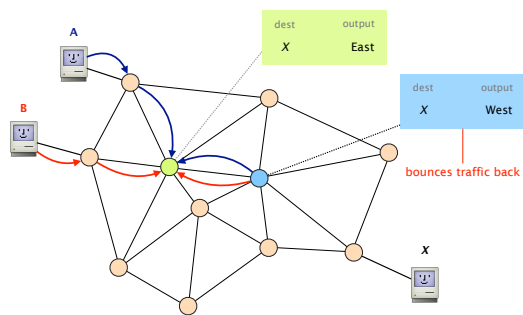 dest output
X East
A
dest output
X West
B
bounces traffic back
X